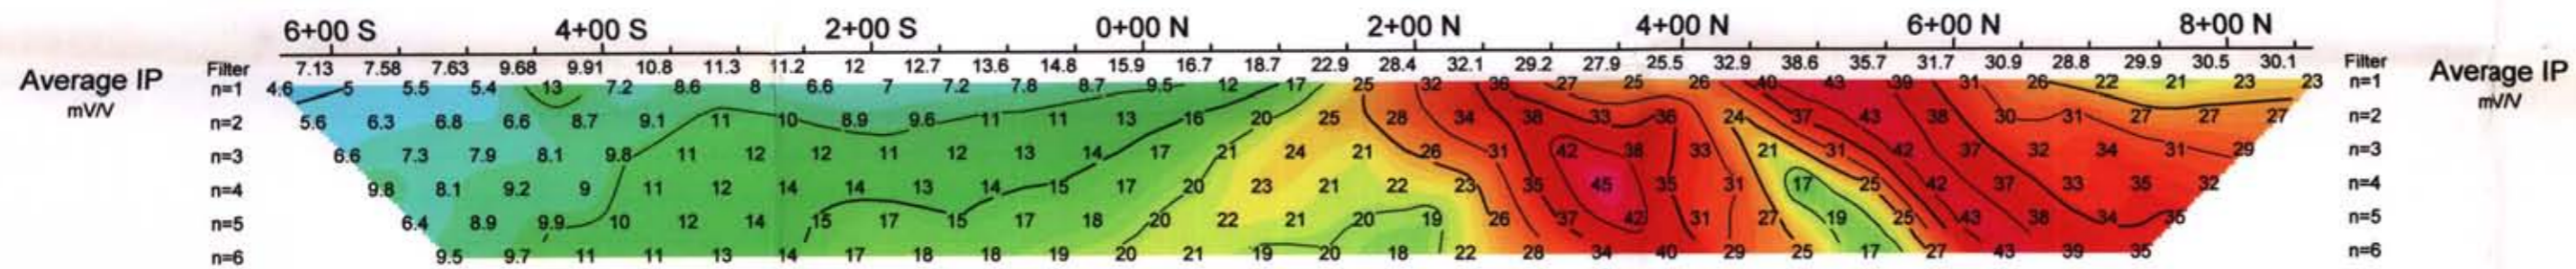 6+00 S 4+00 S 2+00 S 0+00 N 2+00 N 4+00 N 6+00 N 8+00 N
Average IP
mV/V
Filter 7.13 7.58 7.63 9.68 9.91 10.8 11.3 11.2 12 12.7 13.6 14.8 15.9 16.7 18.7 22.9 28.4 32.1 29.2 27.9 25.5 32.9 38.6 35.7 31.7 30.9 28.8 29.9 30.5 30.1 Filter
n=1 4.6 5 5.5 5.4 13 7.2 8.6 8 6.6 7 7.2 7.8 8.7 9.5 12 17 25 32 36 27 25 26 40 43 39 31 26 22 21 23 23 n=1
n=2 5.6 6.3 6.8 6.6 8.7 9.1 11 10 8.9 9.6 11 11 13 16 20 25 28 34 38 33 36 24 37 43 38 30 31 27 27 27 n=2
n=3 6.6 7.3 7.9 8.1 9.8 11 12 12 11 12 13 14 17 21 24 21 26 31 42 38 33 21 31 42 37 32 34 31 29 n=3
n=4 9.8 8.1 9.2 9 11 12 14 14 13 14 15 17 20 23 21 22 23 35 45 35 31 17 25 42 37 33 35 32 n=4
n=5 6.4 8.9 9.9 10 12 14 15 17 15 17 18 20 22 21 20 19 26 37 42 31 27 19 25 43 38 34 35 n=5
n=6 9.5 9.7 11 11 13 14 17 18 18 19 20 21 19 20 18 22 28 34 40 29 25 17 27 43 39 35 n=6
Average IP
mV/V